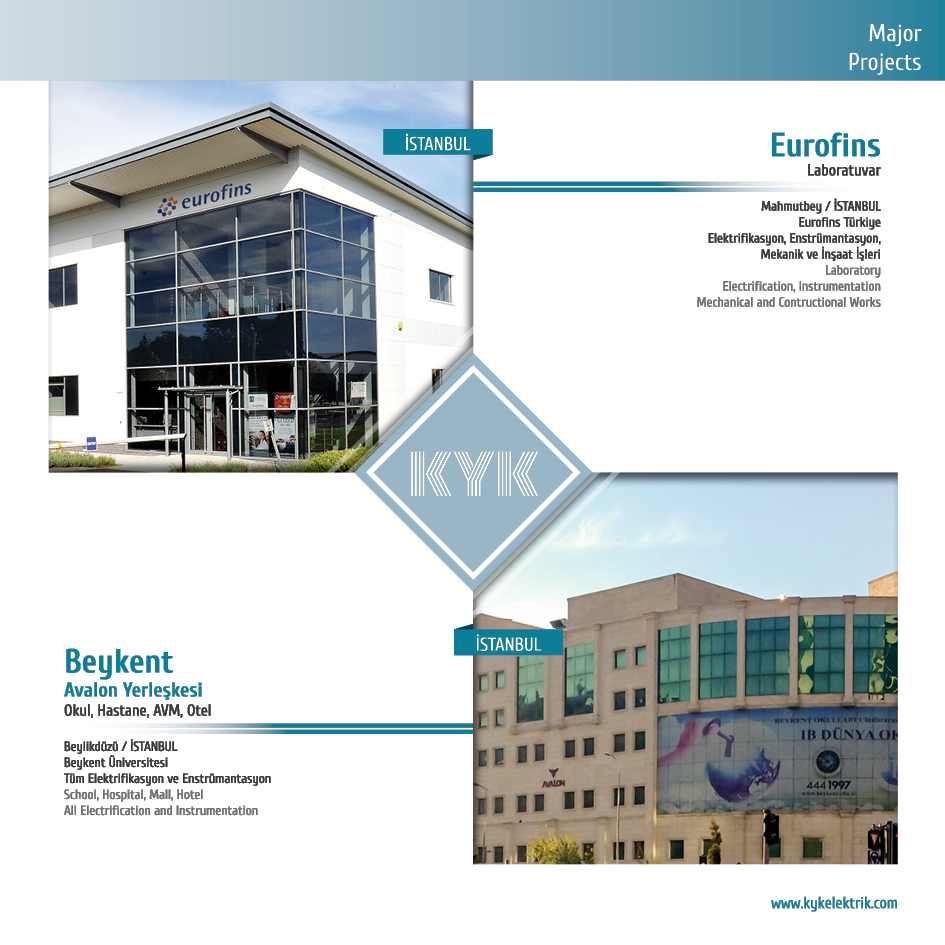 Major
Projects
İSTANBUL
eurofins
Eurofins
Laboratuvar
Mahmutbey / İSTANBUL
Eurofins Türkiye
Elektrifikasyon, Enstrümantasyon,
Mekanik ve İnşaat İşleri
Laboratory
Electrification, Instrumentation
Mechanical and Contructional Works
KYK
İSTANBUL
Beykent
Avalon Yerleşkesi
Okul, Hastane, AVM, Otel
Beylikdüzü / İSTANBUL
Beykent Üniversitesi
Tüm Elektrifikasyon ve Enstrümantasyon
School, Hospital, Mall, Hotel
All Electrification and Instrumentation
AVALON
BEYKENT OKULLARI Uluslararas
IB DÜNYA OK
444 1997
www.kykelektrik.com